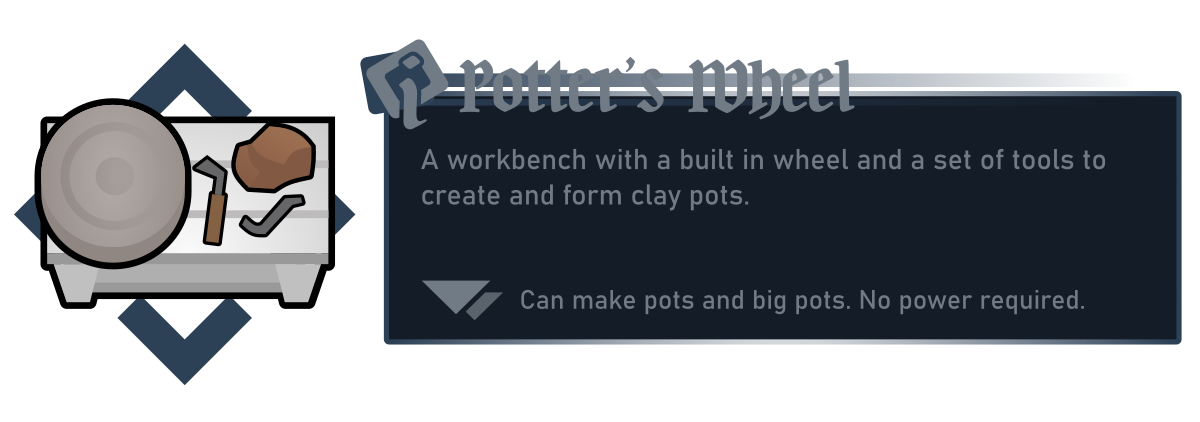 Potter's Wheel
A workbench with a built in wheel and a set of tools to
create and form clay pots.
Can make pots and big pots. No power required.